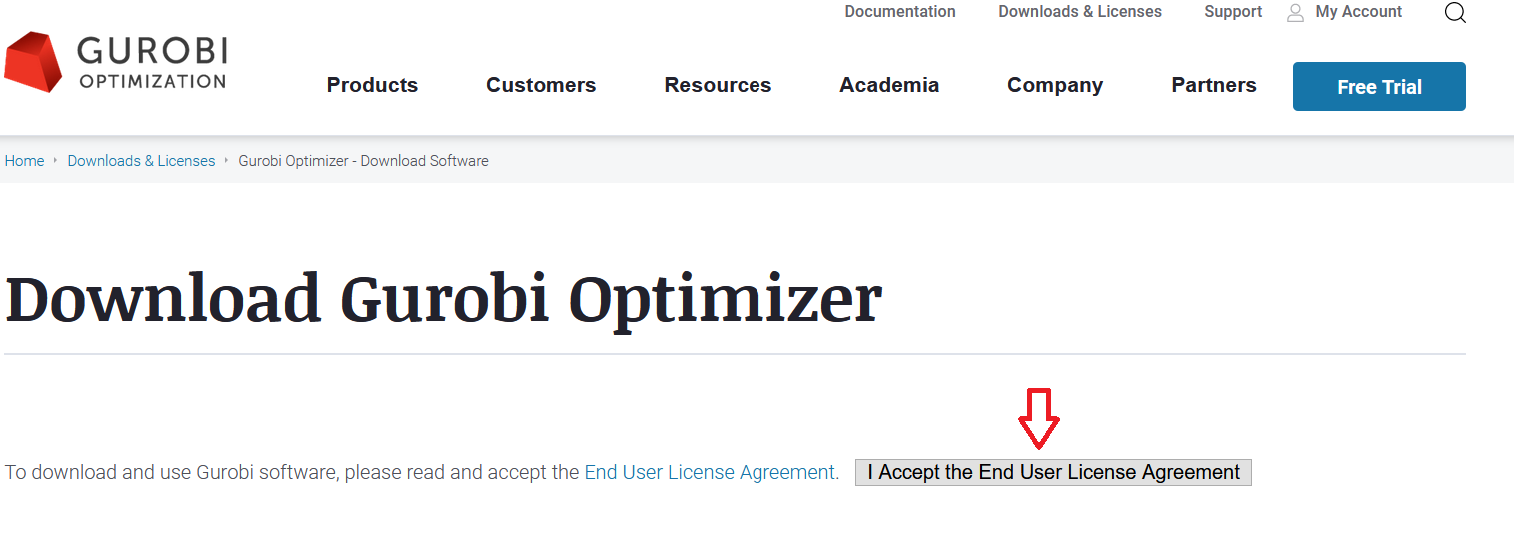 Documentation Downloads & Licenses Support My Account
GUROBI
OPTIMIZATION
Products Customers Resources Academia Company Partners Free Trial
Home Downloads & Licenses Gurobi Optimizer - Download Software
Download Gurobi Optimizer
To download and use Gurobi software, please read and accept the End User License Agreement. I Accept the End User License Agreement